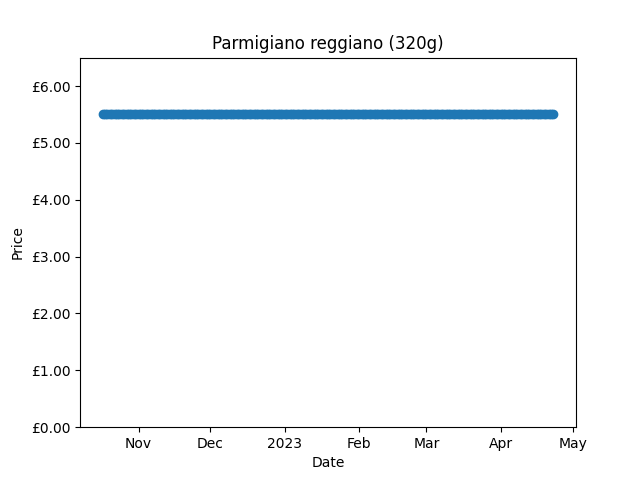 Parmigiano reggiano (320g)
£6.00
£5.00
£4.00
£3.00
£2.00
£1.00
£0.00
Price
Nov Dec 2023 Feb Mar Apr May
Date